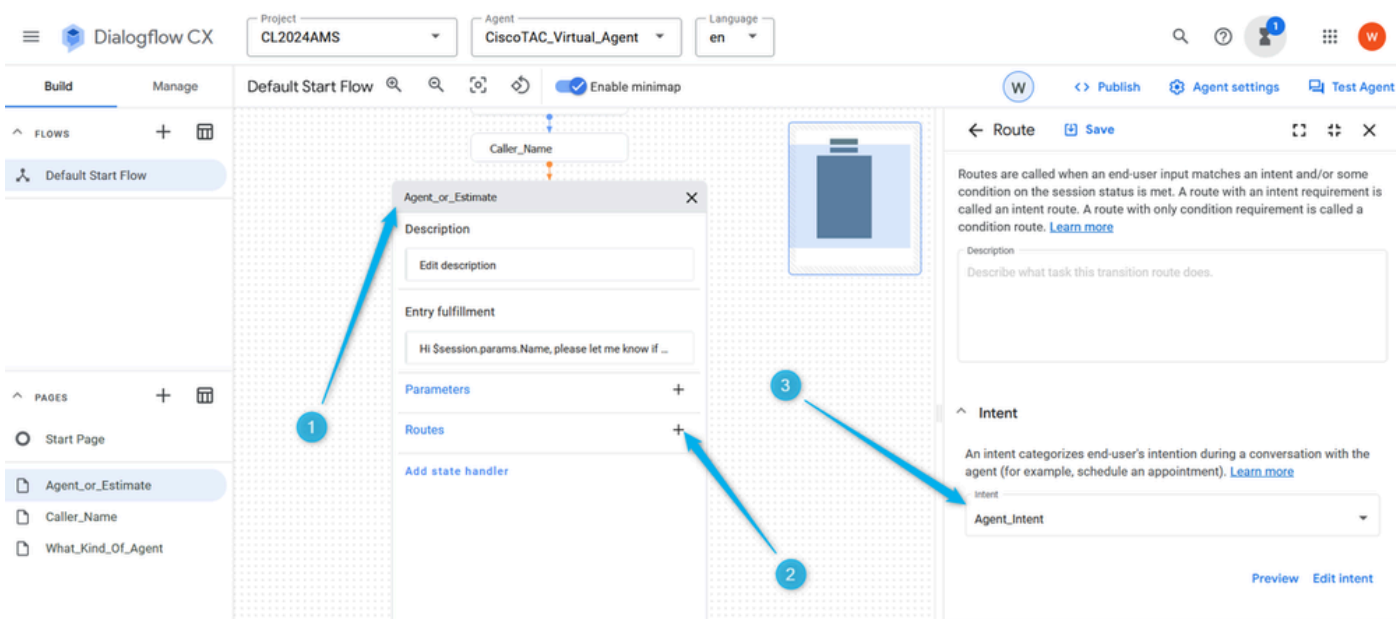 Dialogflow CX
Project
CL2024AMS
Agent
CiscoTAC_Virtual_Agent
Language
en
1
W
Build
Manage
Default Start Flow
Enable minimap
W
<> Publish
Agent settings
Test Agent
FLOWS
Default Start Flow
Caller_Name
Agent_or_Estimate
Description
Edit description
Entry fulfillment
Hi $session.params.Name, please let me know if ...
Parameters
Routes
Add state handler
1
2
3
PAGES
Start Page
Agent_or_Estimate
Caller_Name
What_Kind_Of_Agent
Route
Save
Routes are called when an end-user input matches an intent and/or some
condition on the session status is met. A route with an intent requirement is
called an intent route. A route with only condition requirement is called a
condition route. Learn more
Description
Describe what task this transition route does.
Intent
An intent categorizes end-user's intention during a conversation with the
agent (for example, schedule an appointment). Learn more
Intent
Agent_Intent
Preview
Edit intent